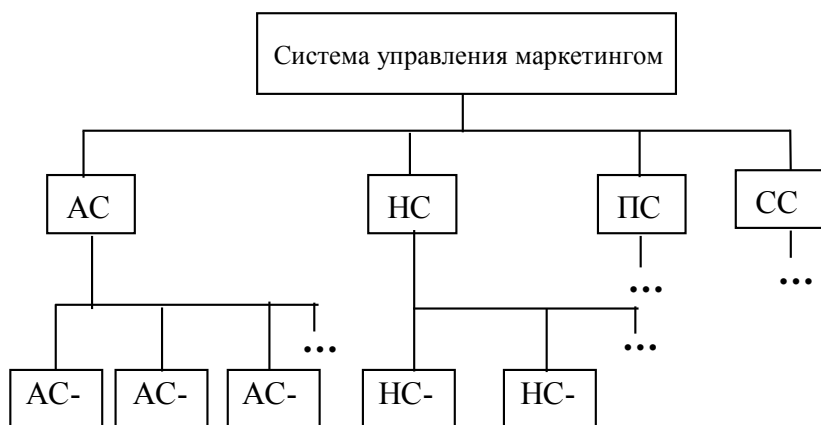 Система управления маркетингом
АС
НС
ПС
СС
...
...
...
...
АС-
АС-
АС-
НС-
НС-